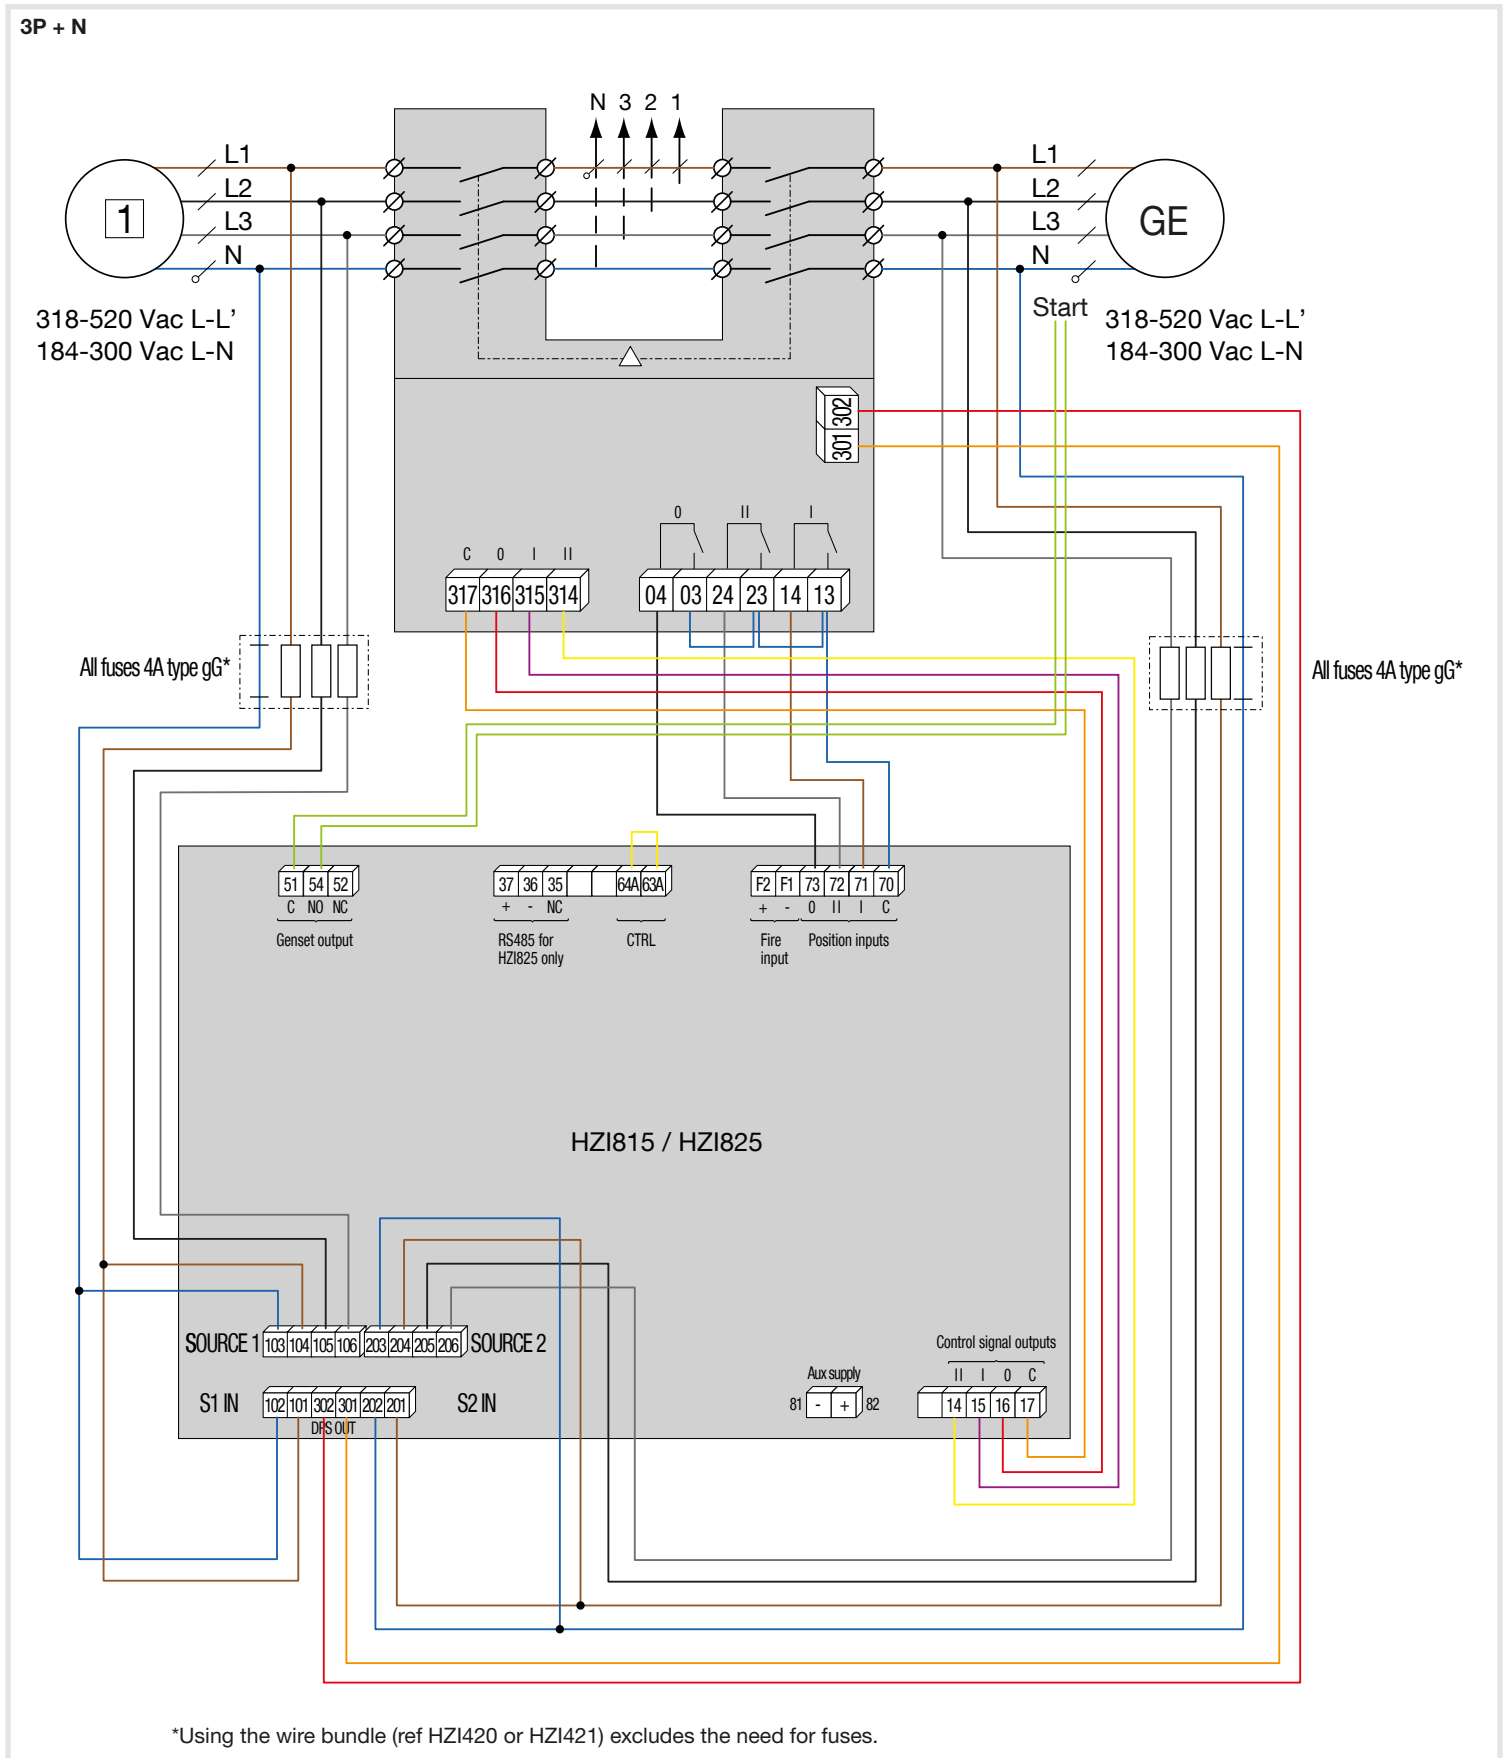 3P + N
N 3 2 1
L1
L2
L3
N
1
318-520 Vac L-L'
184-300 Vac L-N
L1
L2
L3
N
GE
Start
318-520 Vac L-L'
184-300 Vac L-N
302
301
C 0 I II
317 316 315 314
0 II I
04 03 24 23 14 13
All fuses 4A type gG*
All fuses 4A type gG*
51 54 52
C NO NC
Genset output
37 36 35 64A 63A
+ - NC
RS485 for
HZI825 only
CTRL
F2 F1 73 72 71 70
+ - 0 II I C
Fire
input
Position inputs
HZI815 / HZI825
SOURCE 1 103 104 105 106 203 204 205 206 SOURCE 2
S1 IN 102 101 302 301 202 201 S2 IN
DPS OUT
Aux supply
81 - + 82
Control signal outputs
II I 0 C
14 15 16 17
*Using the wire bundle (ref HZI420 or HZI421) excludes the need for fuses.